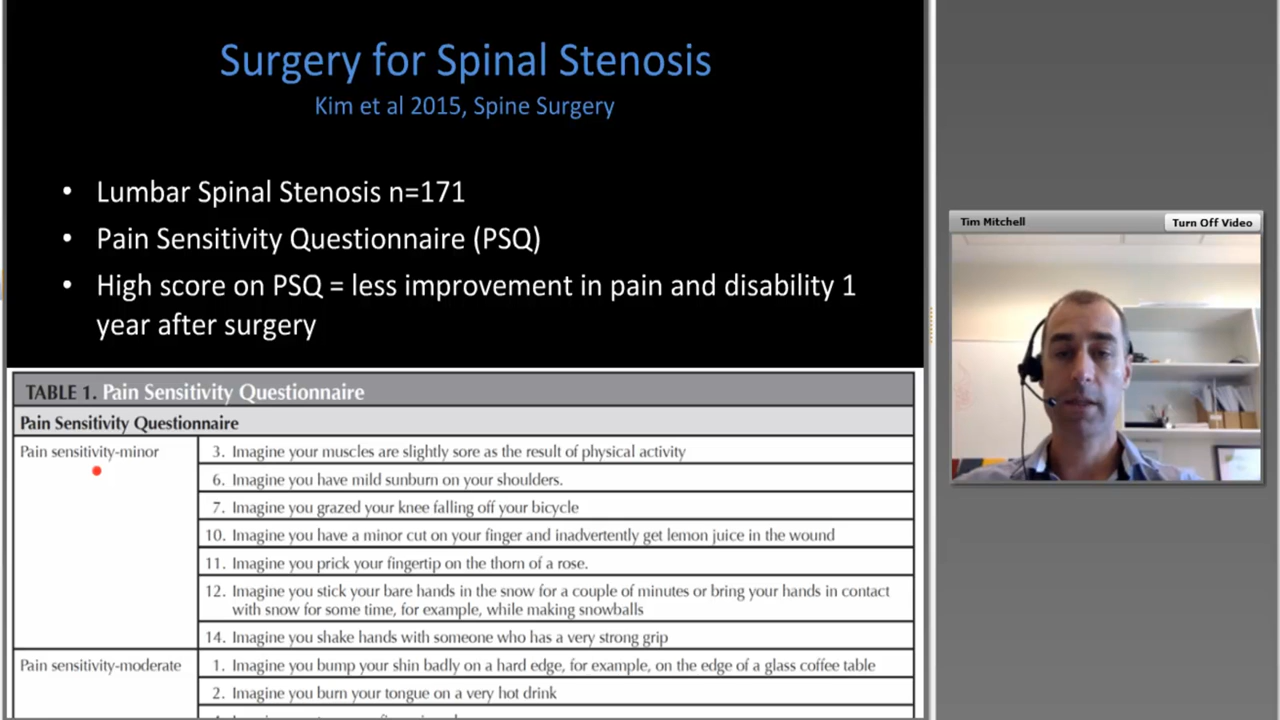 Surgery for Spinal Stenosis
Kim et al 2015, Spine Surgery
• Lumbar Spinal Stenosis n=171
• Pain Sensitivity Questionnaire (PSQ)
• High score on PSQ = less improvement in pain and disability 1
year after surgery
TABLE 1. Pain Sensitivity Questionnaire
Pain Sensitivity Questionnaire
Pain sensitivity-minor
3. Imagine your muscles are slightly sore as the result of physical activity
6. Imagine you have mild sunburn on your shoulders.
7. Imagine you grazed your knee falling off your bicycle
10. Imagine you have a minor cut on your finger and inadvertently get lemon juice in the wound
11. Imagine you prick your fingertip on the thorn of a rose.
12. Imagine you stick your bare hands in the snow for a couple of minutes or bring your hands in contact
with snow for some time, for example, while making snowballs
14. Imagine you shake hands with someone who has a very strong grip
Pain sensitivity-moderate
1. Imagine you bump your shin badly on a hard edge, for example, on the edge of a glass coffee table
2. Imagine you burn your tongue on a very hot drink
Tim Mitchell
Turn Off Video